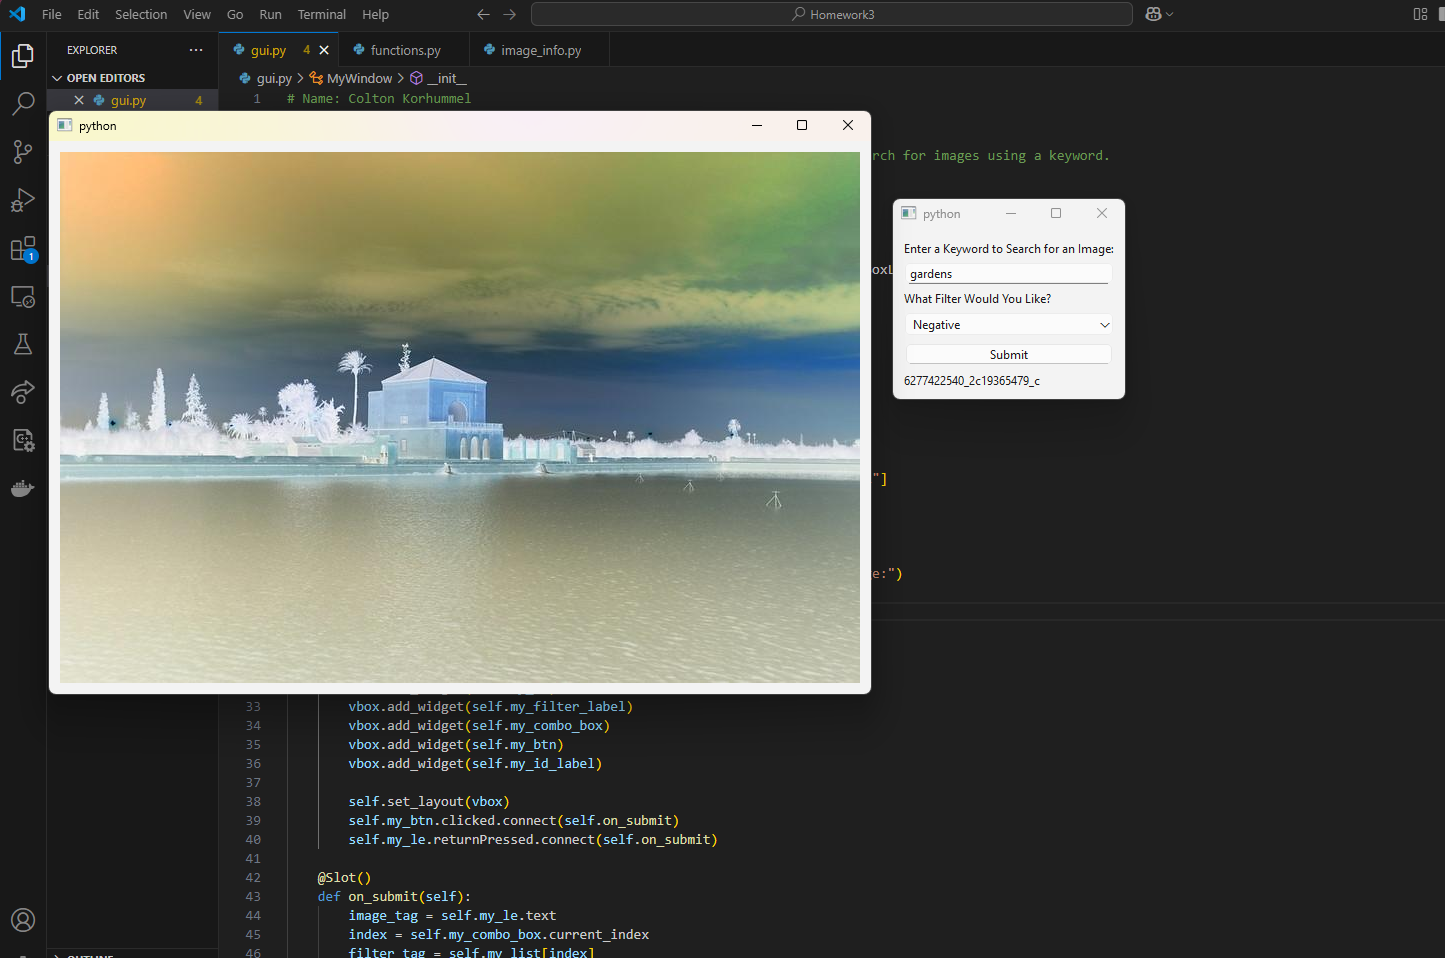 File Edit Selection View Go Run Terminal Help
Homework3
EXPLORER
OPEN EDITORS
gui.py 4
gui.py 4
functions.py
image_info.py
gui.py > MyWindow > __init__
1 # Name: Colton Korhummel
rch for images using a keyword.
python
python
Enter a Keyword to Search for an Image:
gardens
What Filter Would You Like?
Negative
Submit
6277422540_2c19365479_c
1
"]
e:")
33 vbox.add_widget(self.my_filter_label)
34 vbox.add_widget(self.my_combo_box)
35 vbox.add_widget(self.my_btn)
36 vbox.add_widget(self.my_id_label)
37
38 self.set_layout(vbox)
39 self.my_btn.clicked.connect(self.on_submit)
40 self.my_le.returnPressed.connect(self.on_submit)
41
42 @Slot()
43 def on_submit(self):
44 image_tag = self.my_le.text
45 index = self.my_combo_box.current_index
46 filter_tag = self.my_list[index]